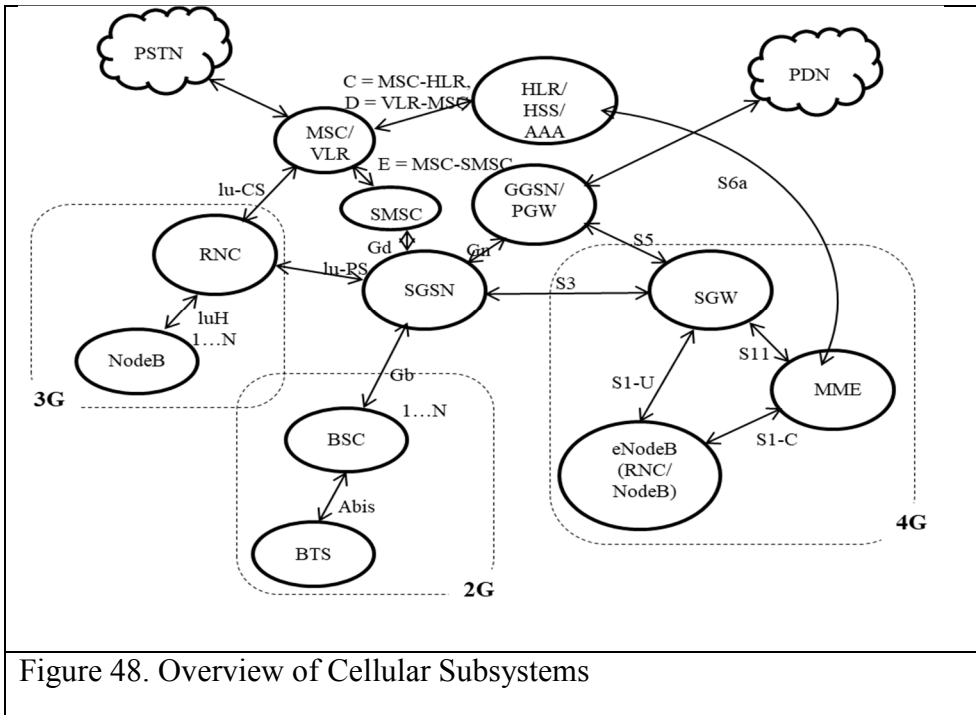 PSTN
PDN
C = MSC-HLR,
D = VLR-MSC
HLR/
HSS/
AAA
MSC/
VLR
E = MSC-SMSC
S6a
lu-CS
SMSC
GGSN/
PGW
RNC
Gd
Gn
S5
lu-PS
SGSN
S3
SGW
luH
1…N
NodeB
S11
3G
Gb
S1-U
MME
1…N
BSC
S1-C
eNodeB
(RNC/
NodeB)
Abis
4G
BTS
2G
Figure 48. Overview of Cellular Subsystems